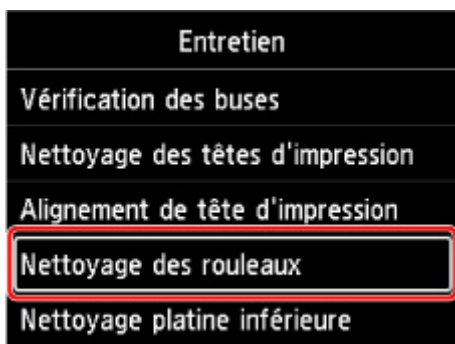 Entretien
Vérification des buses
Nettoyage des têtes d'impression
Alignement de tête d'impression
Nettoyage des rouleaux
Nettoyage platine inférieure